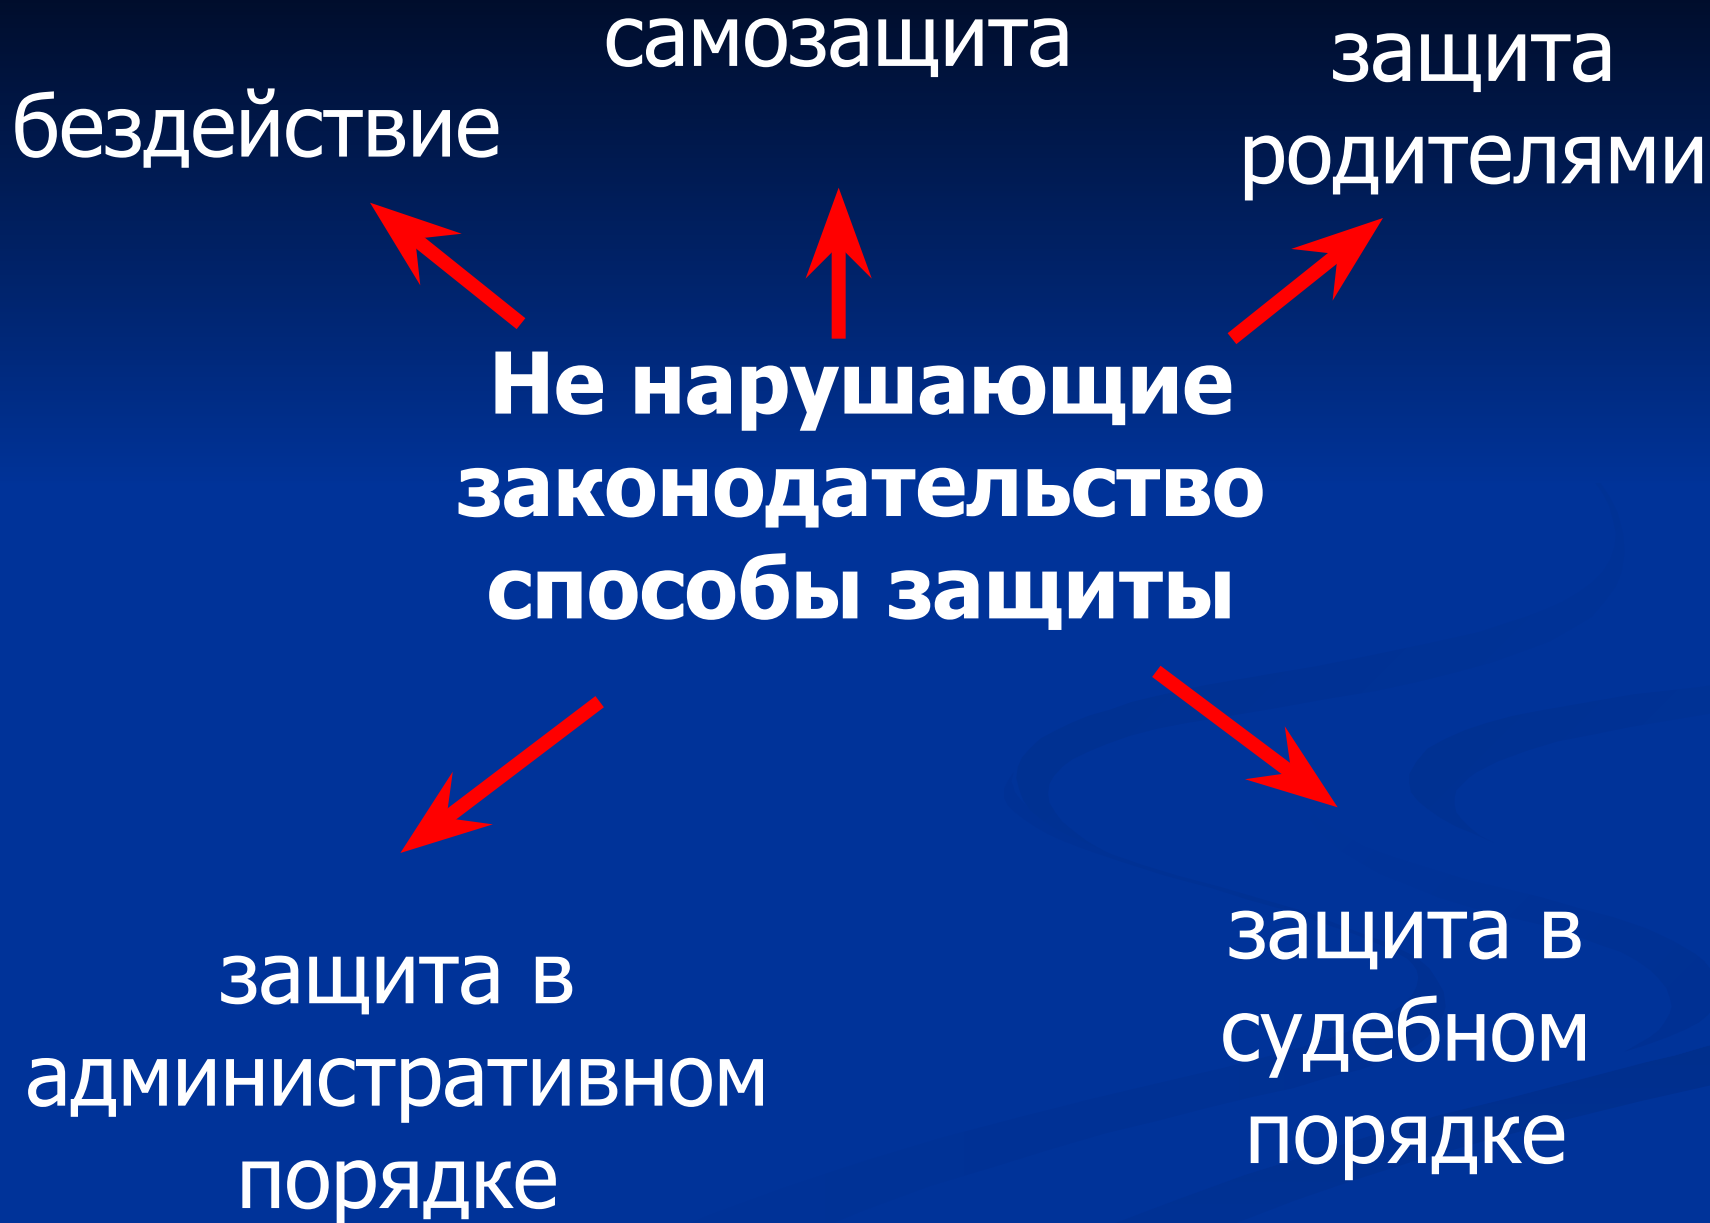 самозащита
защита
родителями
бездействие
Не нарушающие
законодательство
способы защиты
защита в
административном
порядке
защита в
судебном
порядке